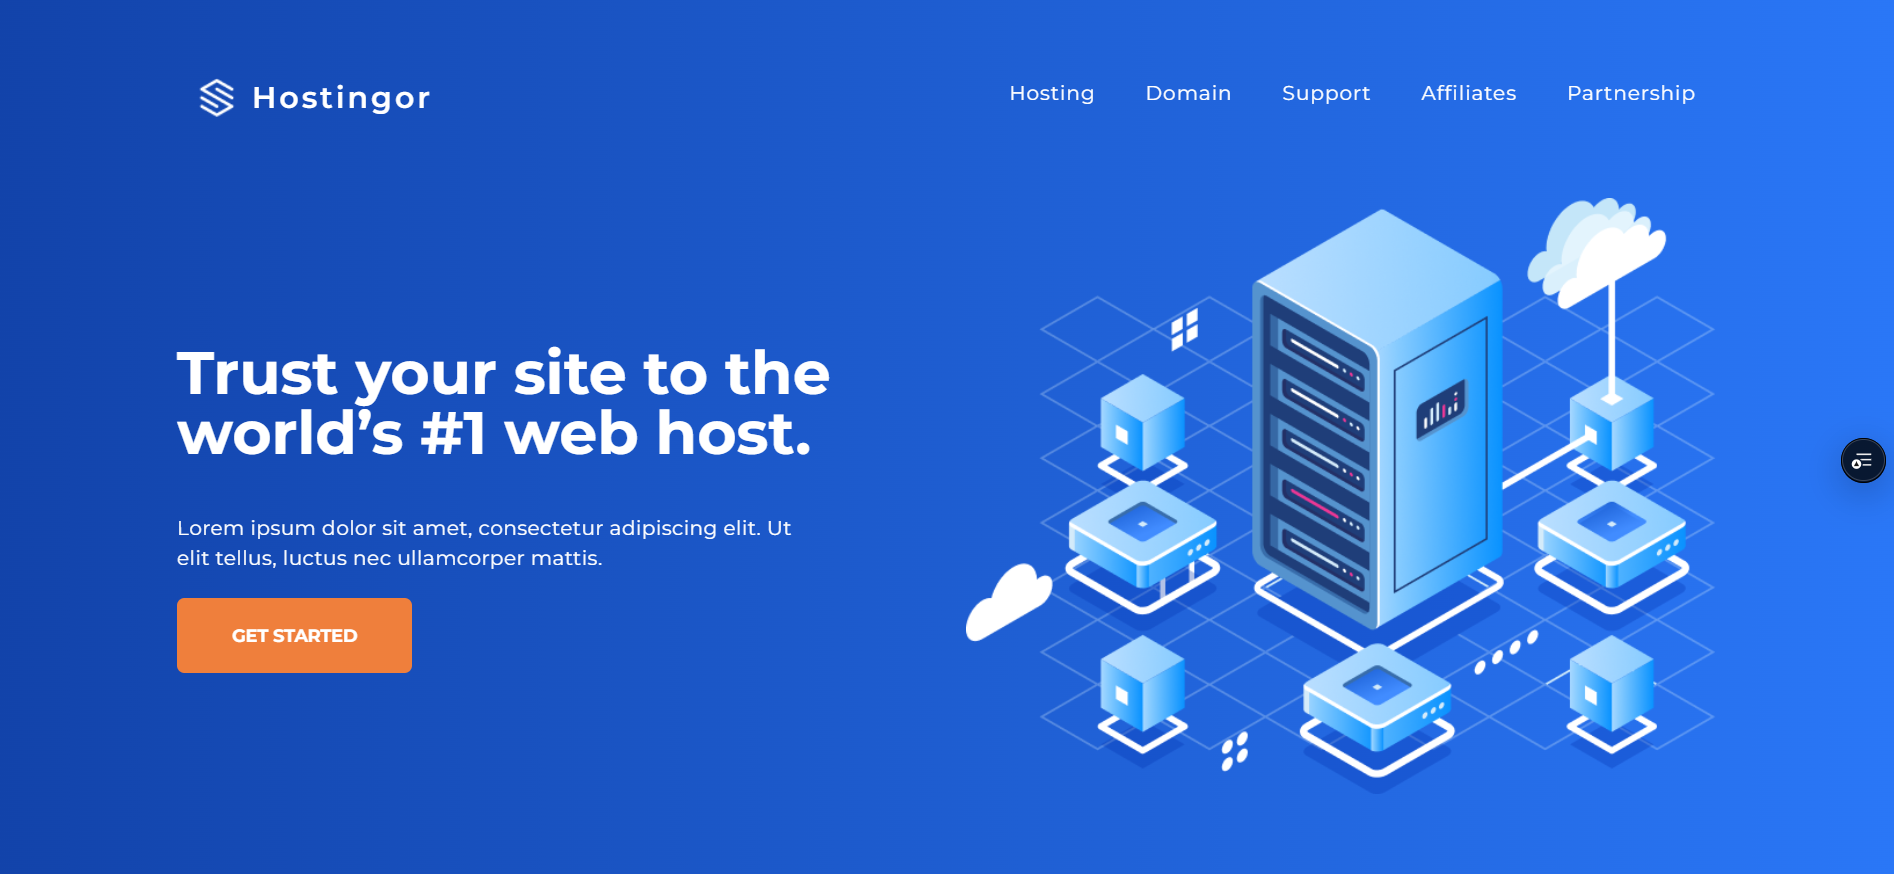 Hostingor
Hosting Domain Support Affiliates Partnership
Trust your site to the
world’s #1 web host.
Lorem ipsum dolor sit amet, consectetur adipiscing elit. Ut
elit tellus, luctus nec ullamcorper mattis.
GET STARTED